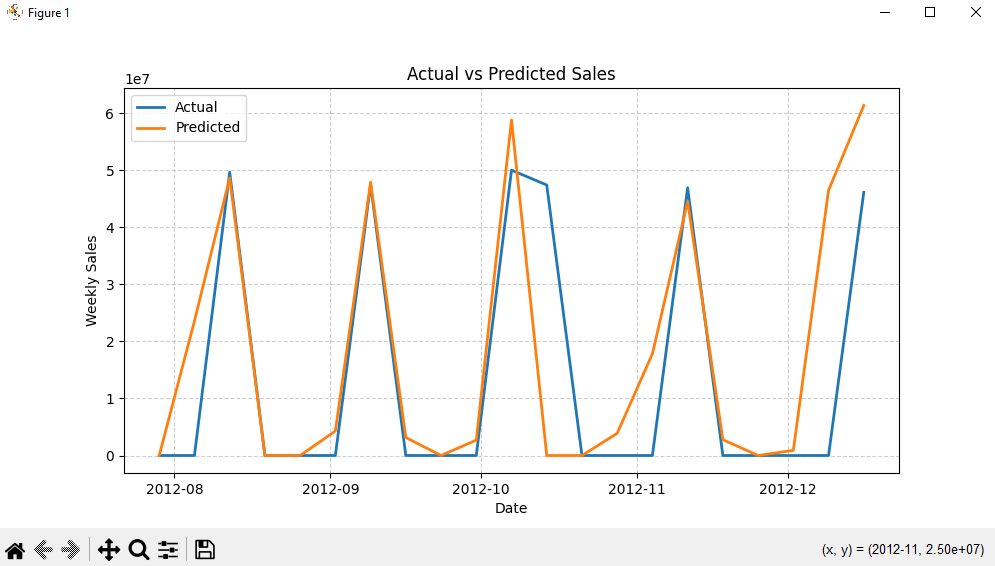 Figure 1
Actual vs Predicted Sales
1e7
Actual
Predicted
6
5
4
3
2
1
0
Weekly Sales
2012-08 2012-09 2012-10 2012-11 2012-12
Date
(x, y) = (2012-11, 2.50e+07)